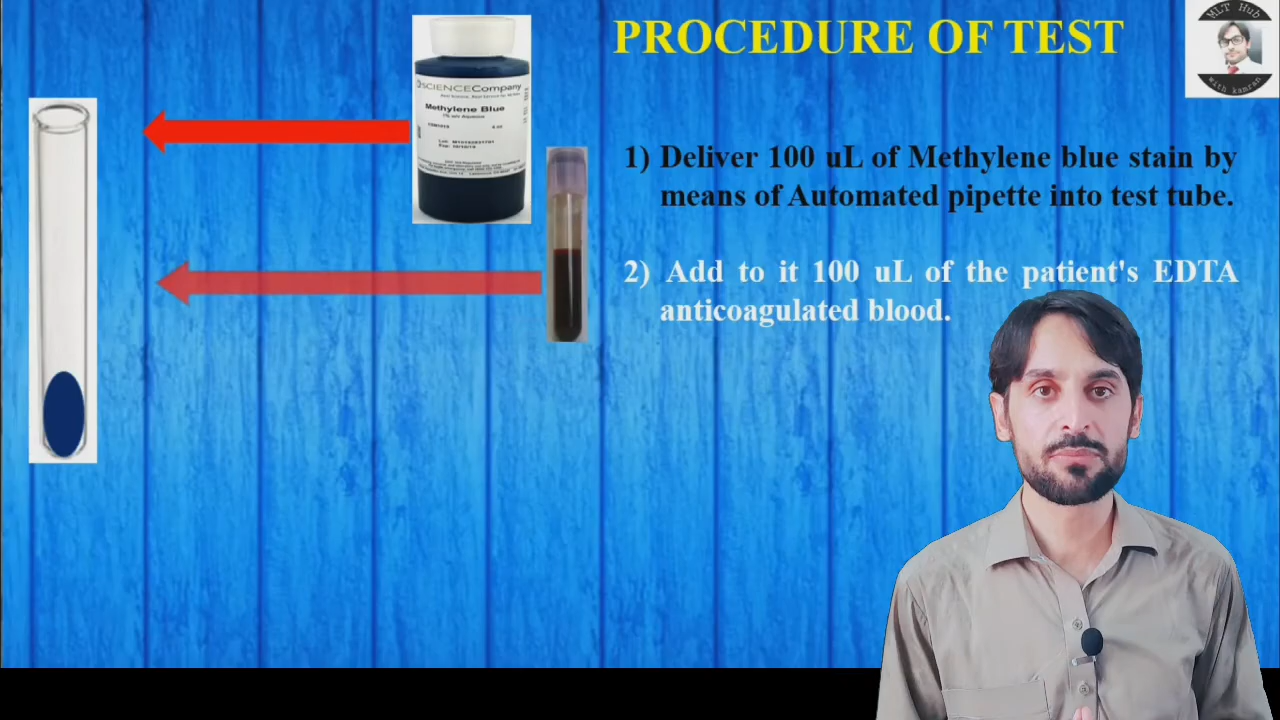 PROCEDURE OF TEST
MLT Hub
with kamran
SCIENCECompany
Methylene Blue
1% w/v Aqueous
1) Deliver 100 uL of Methylene blue stain by
means of Automated pipette into test tube.
2) Add to it 100 uL of the patient's EDTA
anticoagulated blood.